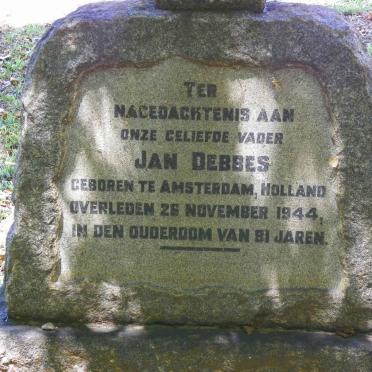 TER
NAGEDACKTENIS AAN
ONZE GELIEFDE VADER
JAN DEBBES
GEBOREN TE AMSTERDAM, HOLLAND
OVERLEDEN 26 NOVEMBER 1944,
IN DEN OUDERDOM VAN 81 JAREN.